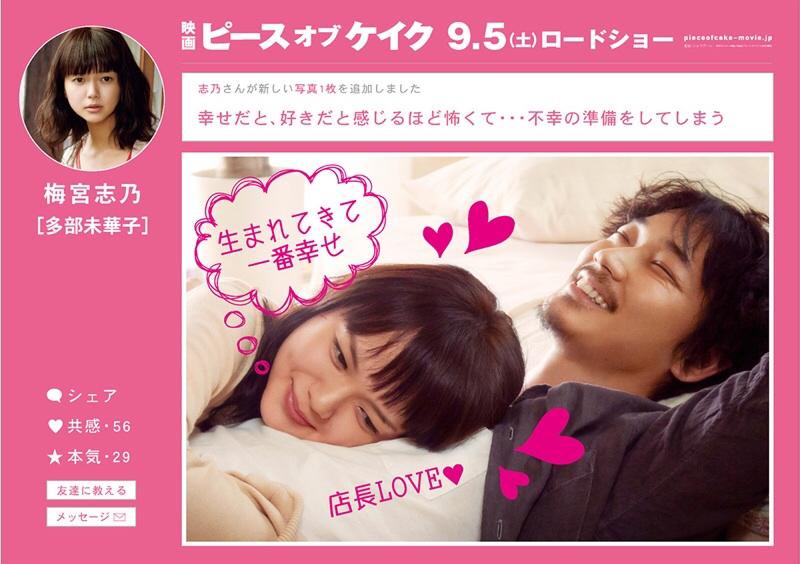 映画 ピース オブ ケイク 9.5(土)ロードショー
pieceofcake-movie.jp
志乃さんが新しい写真1枚を追加しました
幸せだと、好きだと感じるほど怖くて･･･不幸の準備をしてしまう
梅宮志乃
［多部未華子］
生まれてきて
一番幸せ
店長LOVE♥
シェア
♥共感・56
★本気・29
友達に教える
メッセージ